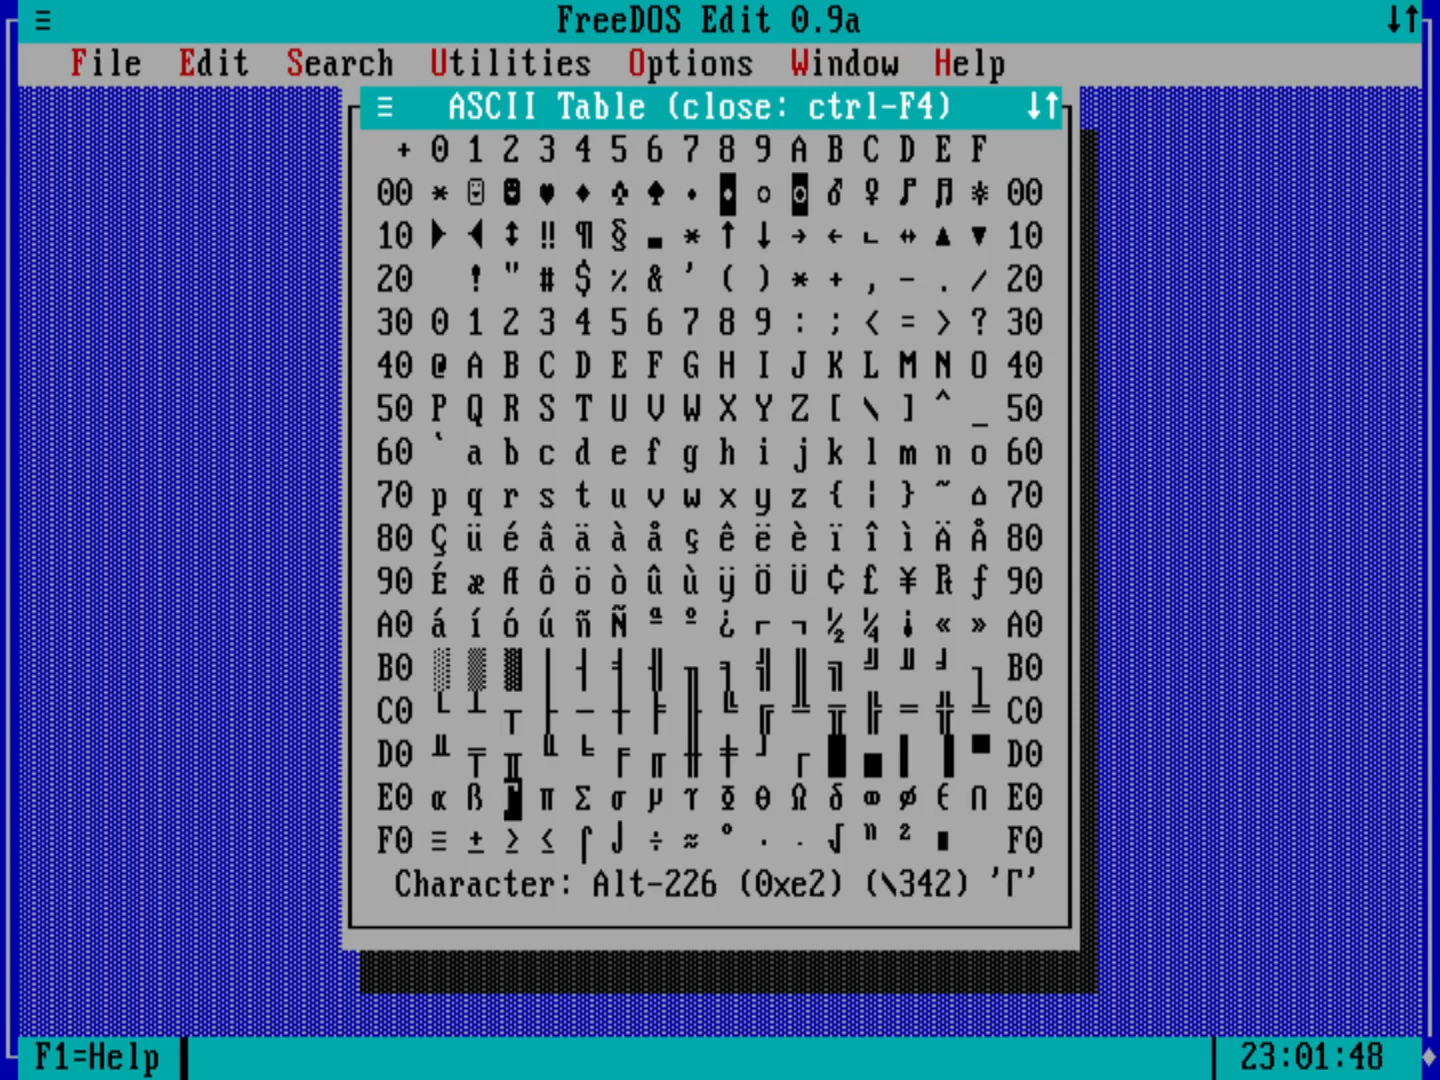 ≡ FreeDOS Edit 0.9a ↓↑
File Edit Search Utilities Options Window Help
≡ ASCII Table (close: ctrl-F4) ↓↑
+ 0 1 2 3 4 5 6 7 8 9 A B C D E F
00 * ☺ ☻ ♥ ♦ ♣ ♠ • ◘ ○ ◙ ♂ ♀ ♪ ♫ ☼ 00
10 ► ◄ ↕ ‼ ¶ § ▬ * ↑ ↓ → ← ∟ ↔ ▲ ▼ 10
20   ! " # $ % & ' ( ) * + , - . / 20
30 0 1 2 3 4 5 6 7 8 9 : ; < = > ? 30
40 @ A B C D E F G H I J K L M N O 40
50 P Q R S T U V W X Y Z [ \ ] ^ _ 50
60 ` a b c d e f g h i j k l m n o 60
70 p q r s t u v w x y z { ¦ } ~ ⌂ 70
80 Ç ü é â ä à å ç ê ë è ï î ì Ä Å 80
90 É æ Æ ô ö ò û ù ÿ Ö Ü ¢ £ ¥ ₧ ƒ 90
A0 á í ó ú ñ Ñ ª º ¿ ⌐ ¬ ½ ¼ ¡ « » A0
B0 ░ ▒ ▓ │ ┤ ╡ ╢ ╖ ╕ ╣ ║ ╗ ╝ ╜ ╛ ┐ B0
C0 └ ┴ ┬ ├ ─ ┼ ╞ ╟ ╚ ╔ ╩ ╦ ╠ ═ ╬ ╧ C0
D0 ╨ ╤ ╥ ╙ ╘ ╒ ╓ ╫ ╪ ┘ ┌ █ ▄ ▌ ▐ ▀ D0
E0 α ß Γ π Σ σ µ τ Φ θ Ω δ ∞ ø ∈ ∩ E0
F0 ≡ ± ≥ ≤ ⌠ ⌡ ÷ ≈ ° ∙ · √ ⁿ ² ■   F0
Character: Alt-226 (0xe2) (\342) 'Γ'
F1=Help 23:01:48